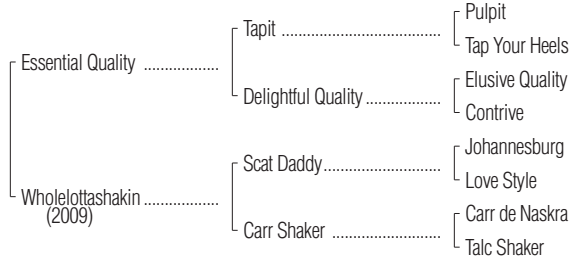 Pulpit
Tapit ........................................
Tap Your Heels
Essential Quality ...................
Elusive Quality
Delightful Quality ...................
Contrive
Johannesburg
Scat Daddy..............................
Love Style
Wholelottashakin ...................
(2009)
Carr de Naskra
Carr Shaker ............................
Talc Shaker